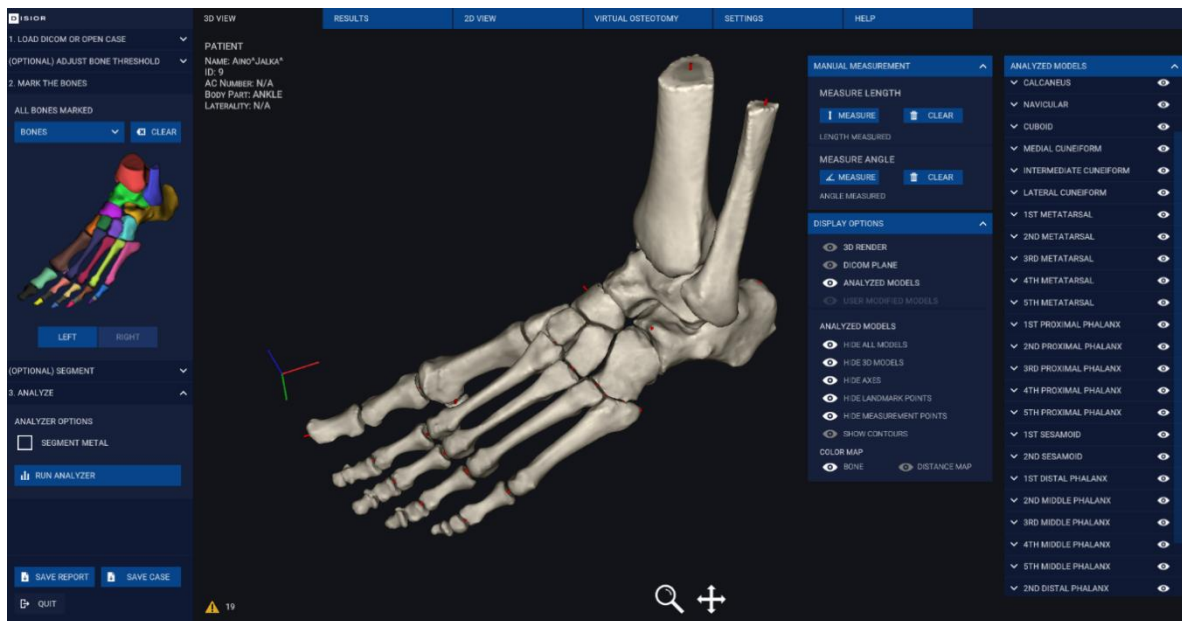 DISIOR
3D VIEW
RESULTS
2D VIEW
VIRTUAL OSTEOTOMY
SETTINGS
HELP
1. LOAD DICOM OR OPEN CASE
(OPTIONAL) ADJUST BONE THRESHOLD
2. MARK THE BONES
ALL BONES MARKED
BONES
CLEAR
LEFT
RIGHT
(OPTIONAL) SEGMENT
3. ANALYZE
ANALYZER OPTIONS
SEGMENT METAL
RUN ANALYZER
SAVE REPORT
SAVE CASE
QUIT
PATIENT
NAME: AINO^JALKA^
ID: 9
AC NUMBER: N/A
BODY PART: ANKLE
LATERALITY: N/A
19
MANUAL MEASUREMENT
MEASURE LENGTH
MEASURE
CLEAR
LENGTH MEASURED
MEASURE ANGLE
MEASURE
CLEAR
ANGLE MEASURED
DISPLAY OPTIONS
3D RENDER
DICOM PLANE
ANALYZED MODELS
USER MODIFIED MODELS
ANALYZED MODELS
HIDE ALL MODELS
HIDE 3D MODELS
HIDE AXES
HIDE LANDMARK POINTS
HIDE MEASUREMENT POINTS
SHOW CONTOURS
COLOR MAP
BONE
DISTANCE MAP
ANALYZED MODELS
CALCANEUS
NAVICULAR
CUBOID
MEDIAL CUNEIFORM
INTERMEDIATE CUNEIFORM
LATERAL CUNEIFORM
1ST METATARSAL
2ND METATARSAL
3RD METATARSAL
4TH METATARSAL
5TH METATARSAL
1ST PROXIMAL PHALANX
2ND PROXIMAL PHALANX
3RD PROXIMAL PHALANX
4TH PROXIMAL PHALANX
5TH PROXIMAL PHALANX
1ST SESAMOID
2ND SESAMOID
1ST DISTAL PHALANX
2ND MIDDLE PHALANX
3RD MIDDLE PHALANX
4TH MIDDLE PHALANX
5TH MIDDLE PHALANX
2ND DISTAL PHALANX